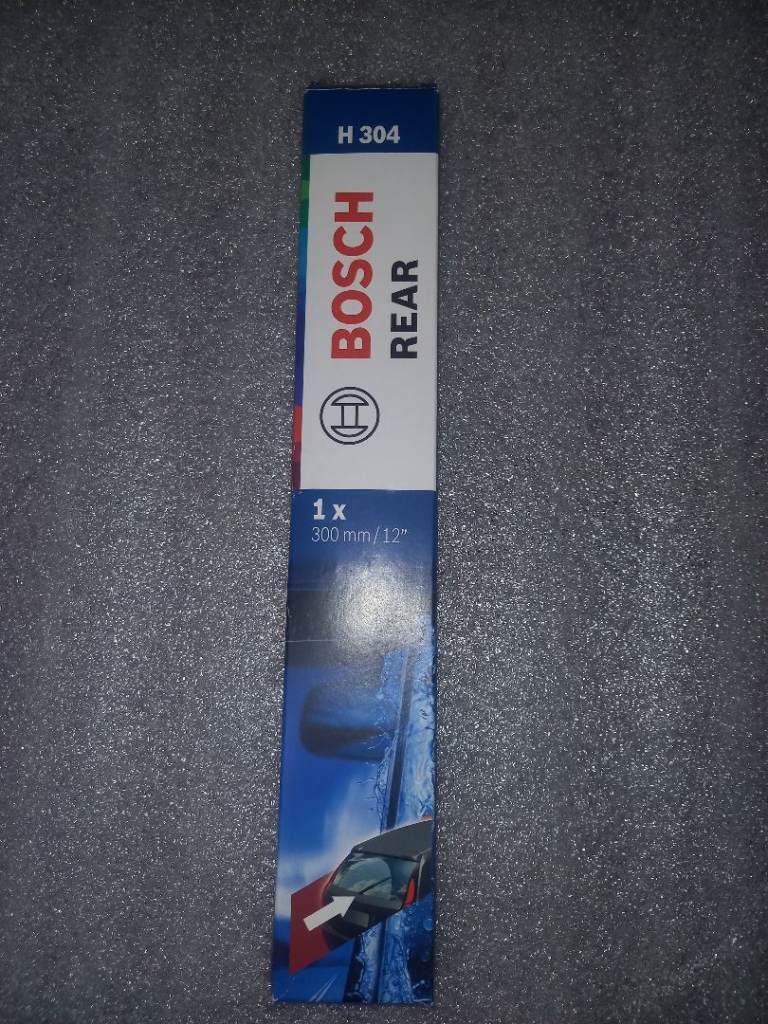 H 304
BOSCH
REAR
1 x
300 mm / 12”